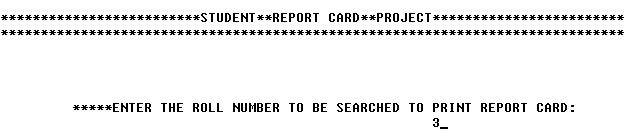 *************************STUDENT**REPORT CARD**PROJECT************************
******************************************************************************
*****ENTER THE ROLL NUMBER TO BE SEARCHED TO PRINT REPORT CARD:
3_